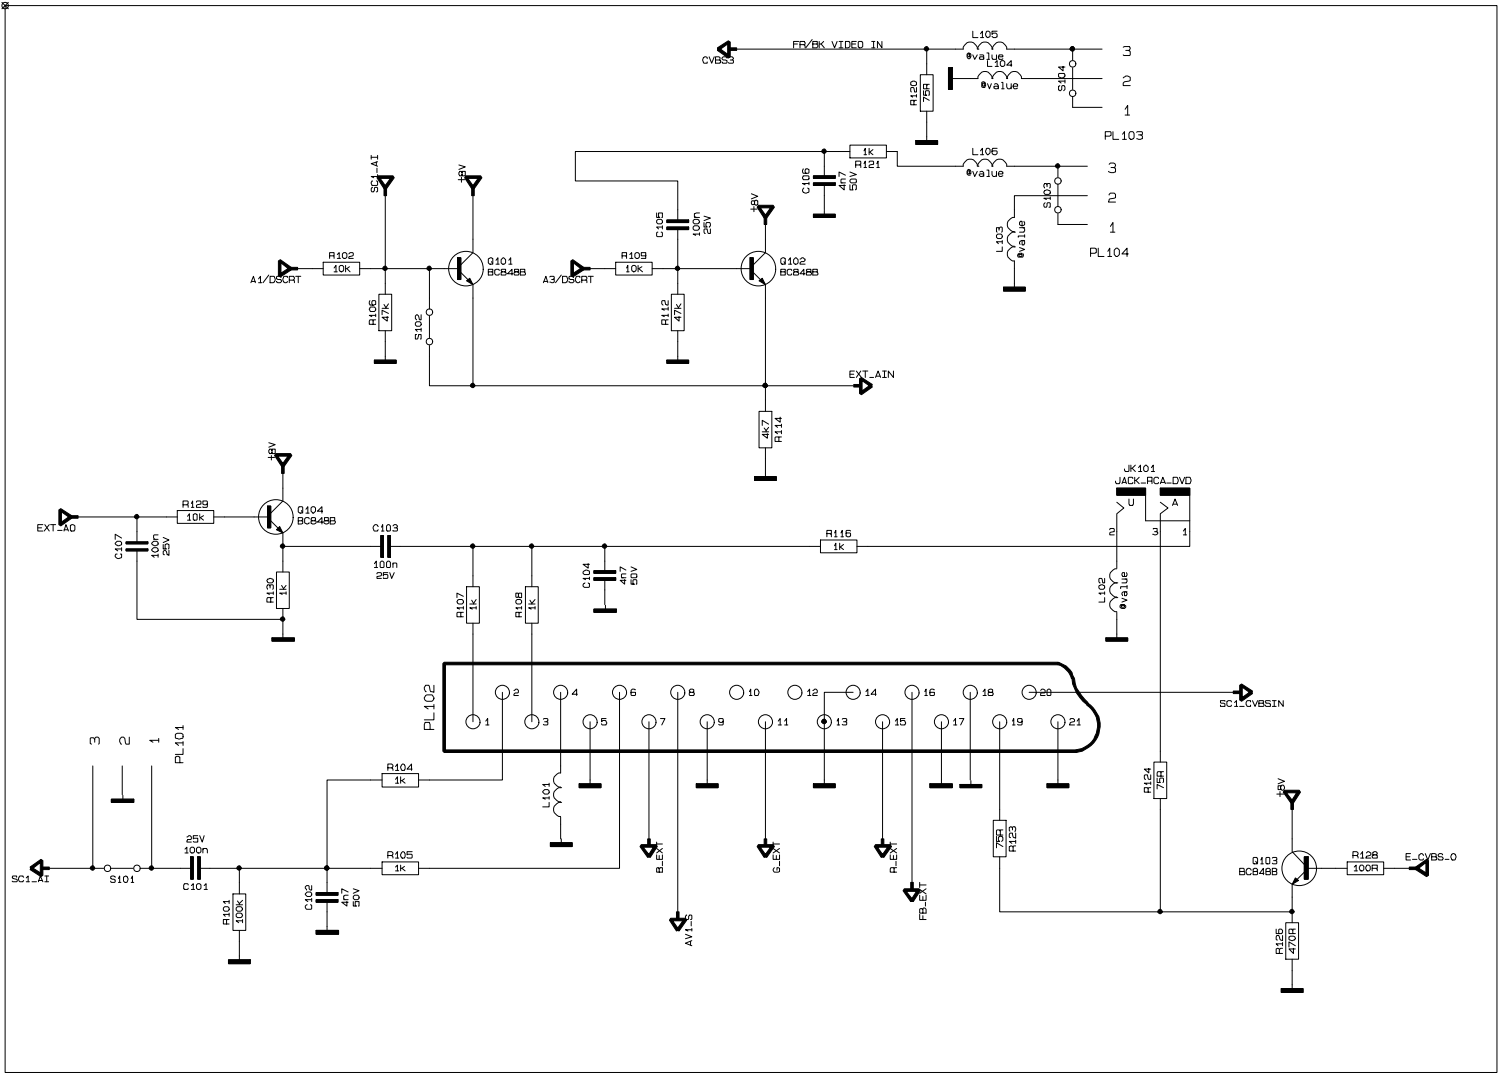 FR/BK VIDEO IN
CVBS3
L105
@value
L104
@value
R120
75R
S104
3
2
1
PL103
SC1_AI
+8V
1k
R121
L106
@value
C106
4n7
50V
S103
3
2
1
PL104
L103
@value
+8V
C105
100n
25V
A1/DSCRT
R102
10k
Q101
BC848B
R106
47k
S102
A3/DSCRT
R109
10k
Q102
BC848B
R112
47k
EXT_AIN
4k7
R114
+8V
EXT_AO
R129
10k
Q104
BC848B
C107
100n
25V
R130
1k
C103
100n
25V
R107
1k
R108
1k
C104
4n7
50V
R116
1k
JK101
JACK_RCA_DVD
U
A
2
3
1
L102
@value
PL102
2
4
6
8
10
12
14
16
18
20
1
3
5
7
9
11
13
15
17
19
21
SC1_CVBSIN
3
2
1
PL101
R104
1k
L101
SC1_AI
S101
25V
100n
C101
R101
100k
C102
4n7
50V
R105
1k
B_EXT
AV1_S
G_EXT
R_EXT
FB_EXT
75R
R123
R124
75R
+8V
Q103
BC848B
R128
100R
E_CVBS_O
R126
470R